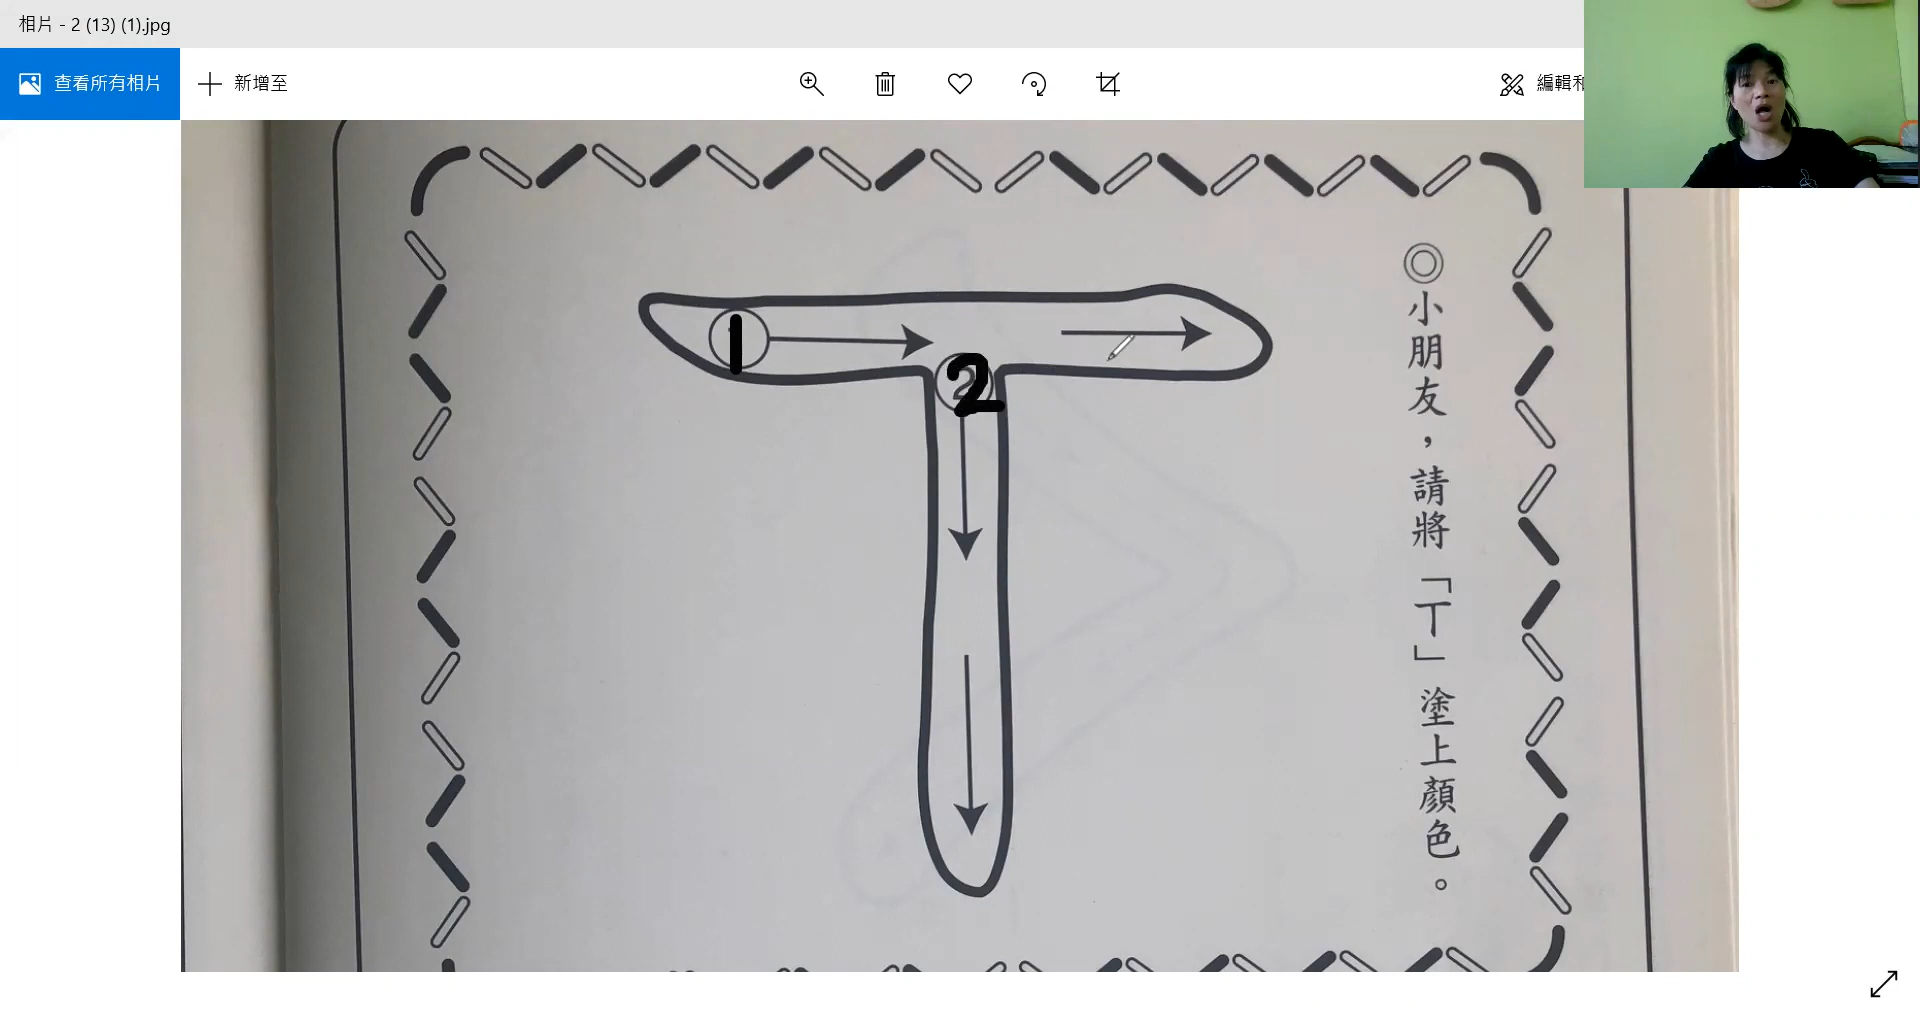 相片 - 2 (13) (1).jpg
查看所有相片
新增至
編輯和
1
2
◎小朋友，請將「ㄒ」塗上顏色。